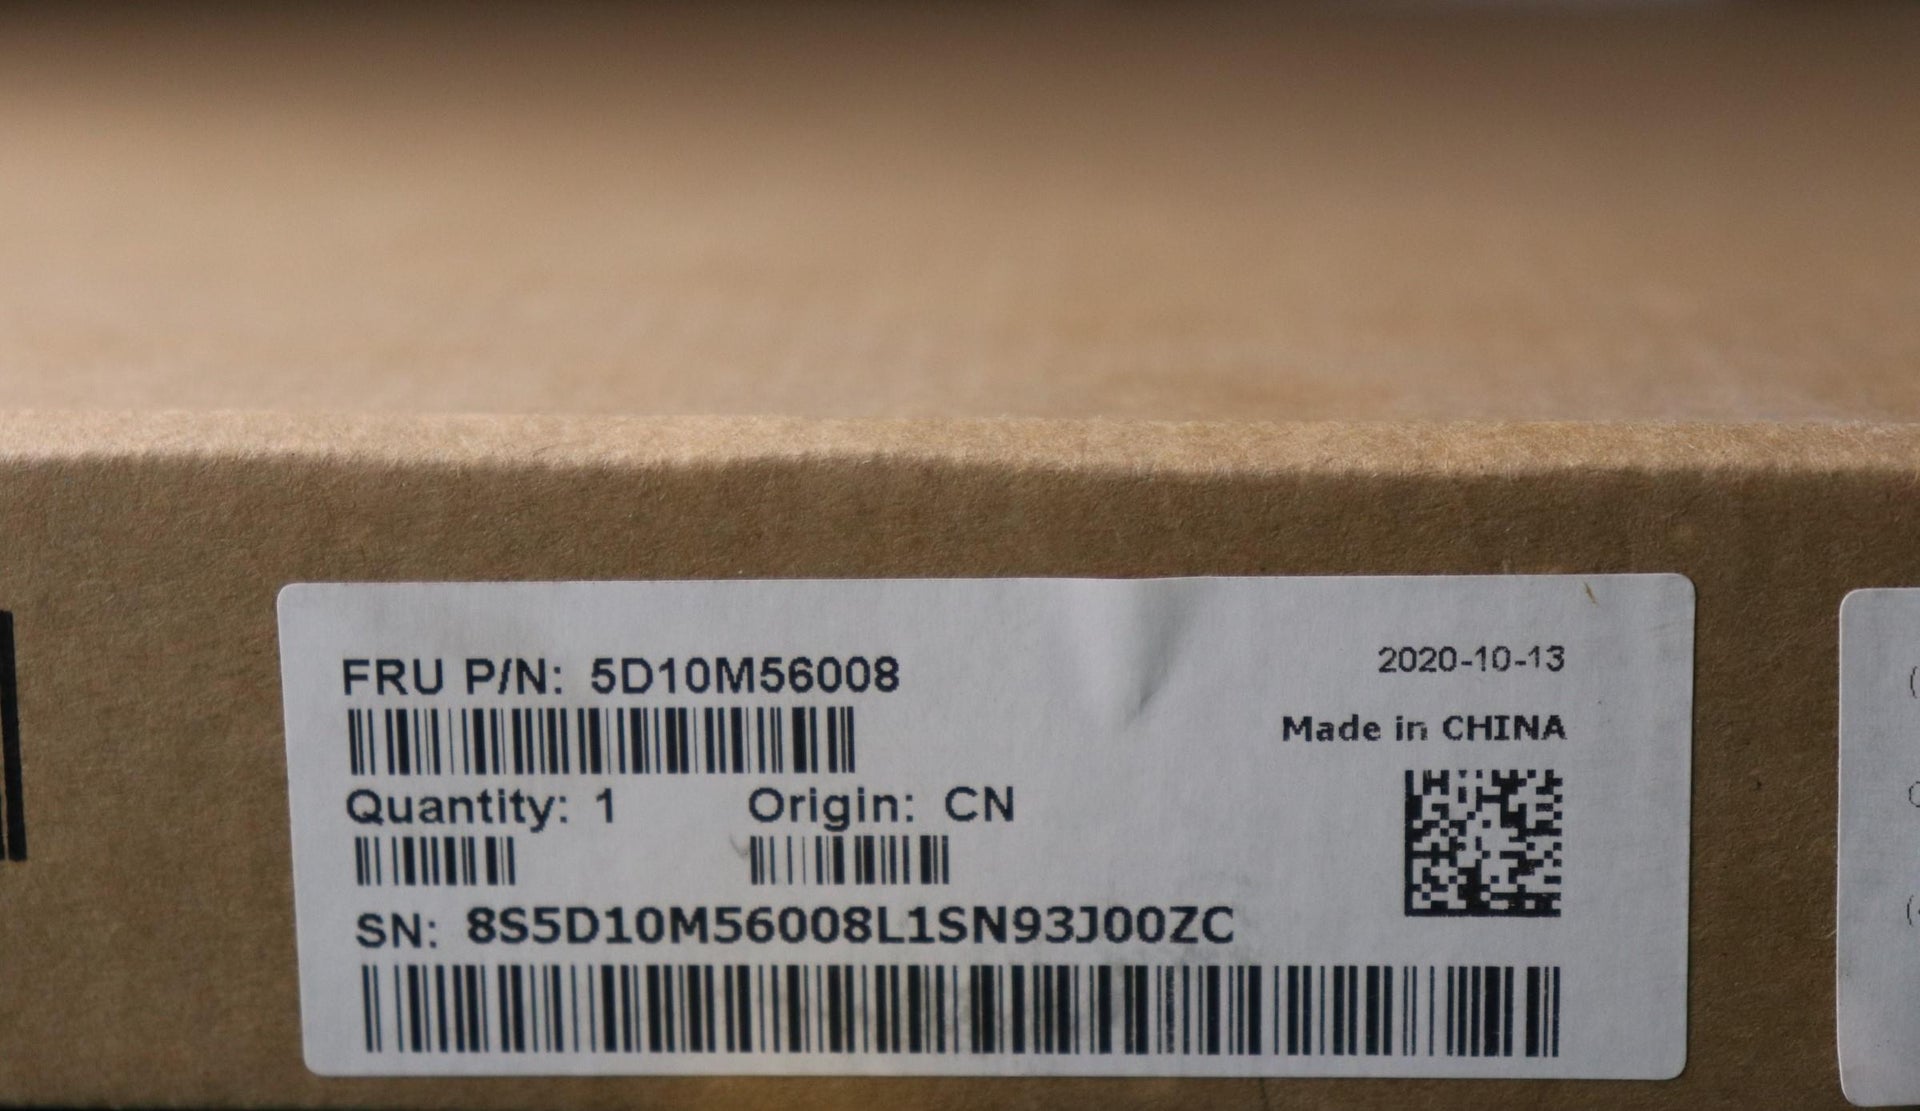 FRU P/N: 5D10M56008
2020-10-13
Made in CHINA
Quantity: 1 Origin: CN
SN: 8S5D10M56008L1SN93J00ZC